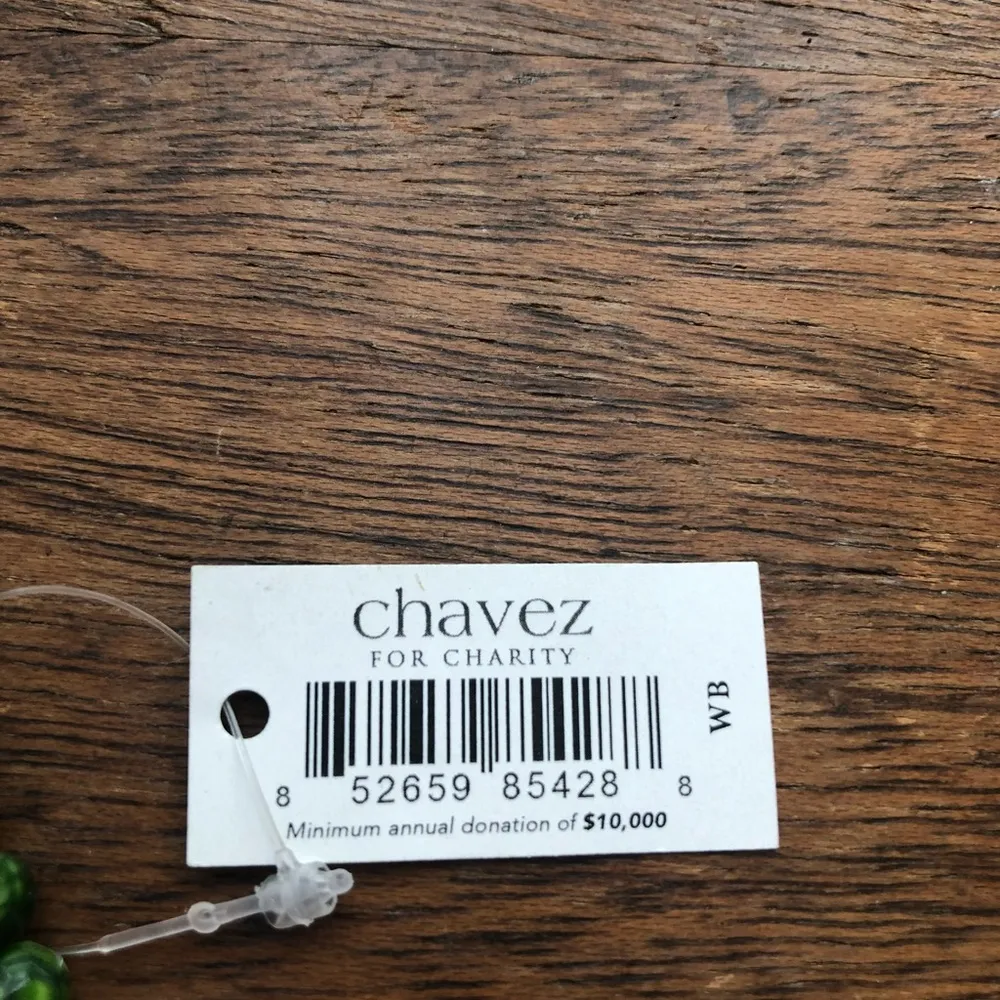 chavez
FOR CHARITY
WB
8 52659 85428 8
Minimum annual donation of $10,000